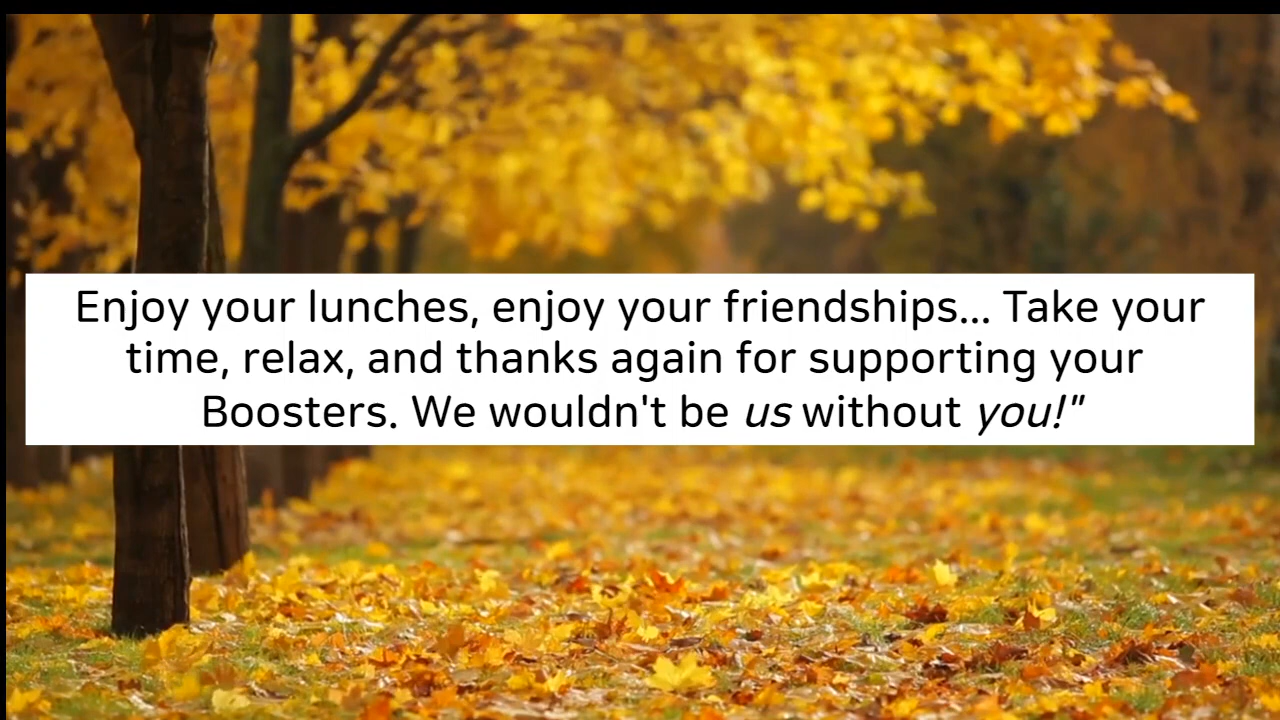 Enjoy your lunches, enjoy your friendships... Take your
time, relax, and thanks again for supporting your
Boosters. We wouldn't be us without you!"